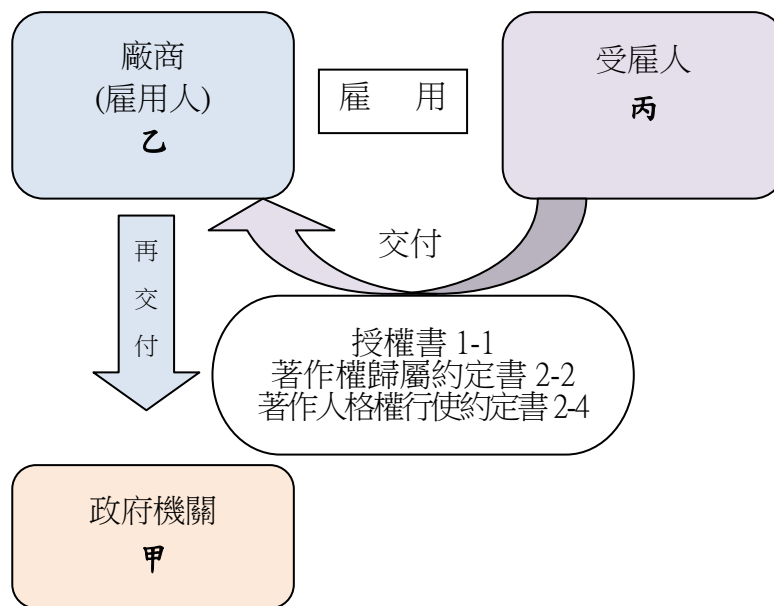 廠商
(雇用人)
乙
雇 用
受雇人
丙
交付
再
交
付
授權書 1-1
著作權歸屬約定書 2-2
著作人格權行使約定書 2-4
政府機關
甲